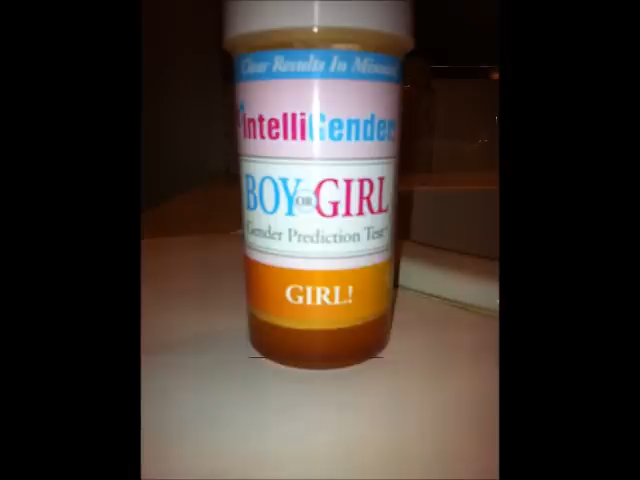 Clear Results In Minutes
IntelliGender
BOY OR GIRL
Gender Prediction Test
GIRL!